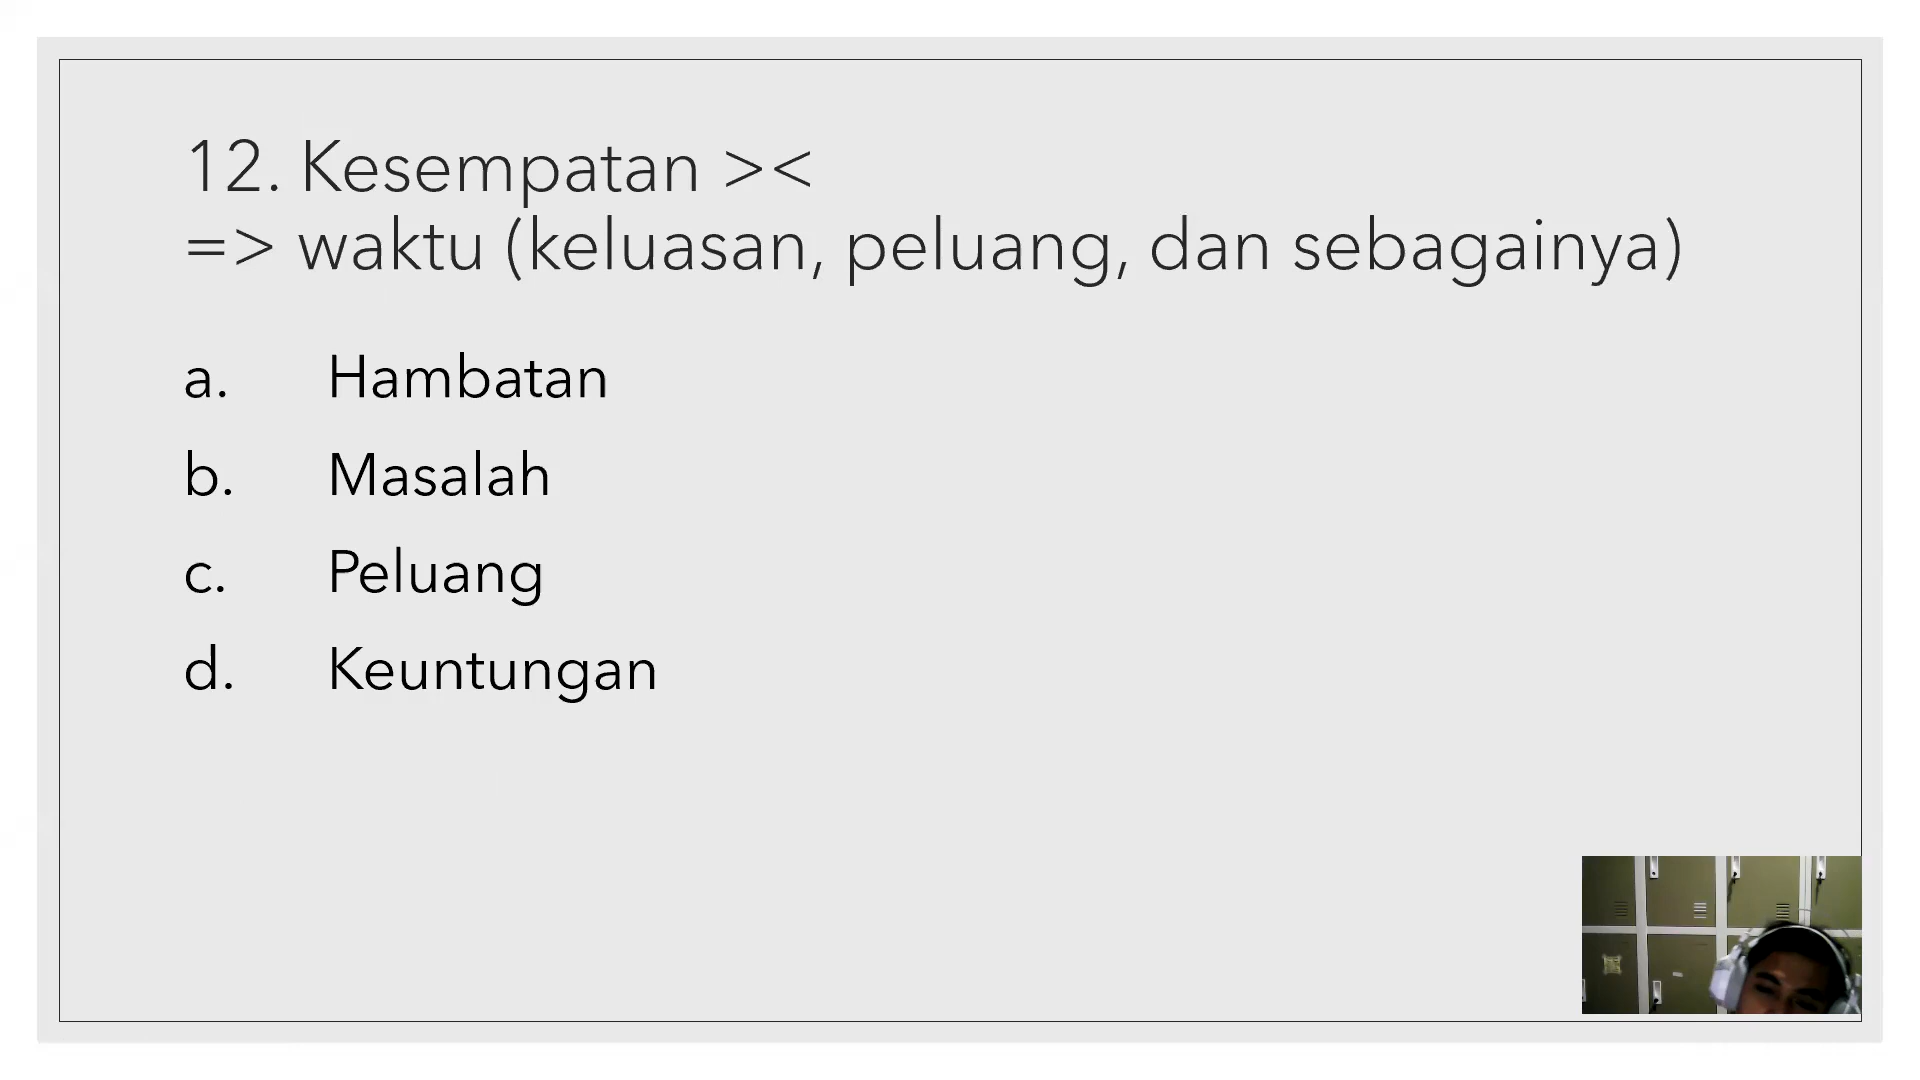 12. Kesempatan ><
=> waktu (keluasan, peluang, dan sebagainya)
a. Hambatan
b. Masalah
c. Peluang
d. Keuntungan